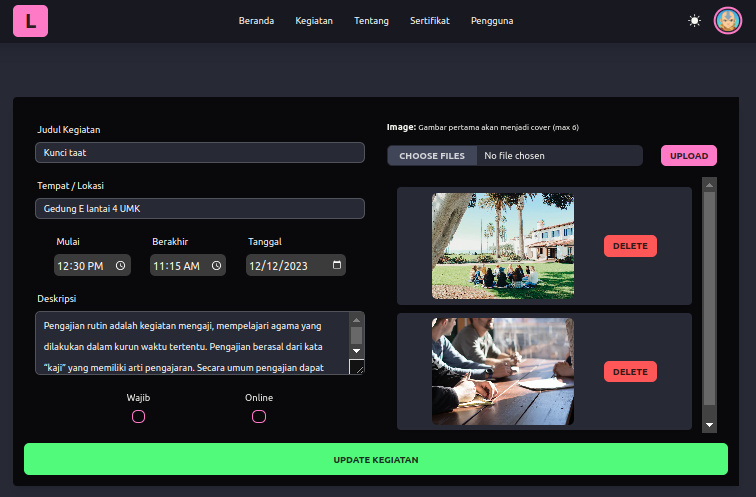 L
Beranda Kegiatan Tentang Sertifikat Pengguna
Judul Kegiatan
Kunci taat
Tempat / Lokasi
Gedung E lantai 4 UMK
Mulai Berakhir Tanggal
12:30 PM 11:15 AM 12/12/2023
Deskripsi
Pengajian rutin adalah kegiatan mengaji, mempelajari agama yang
dilakukan dalam kurun waktu tertentu. Pengajian berasal dari kata
“kaji” yang memiliki arti pengajaran. Secara umum pengajian dapat
Wajib Online
Image: Gambar pertama akan menjadi cover (max 6)
CHOOSE FILES No file chosen UPLOAD
DELETE
DELETE
UPDATE KEGIATAN